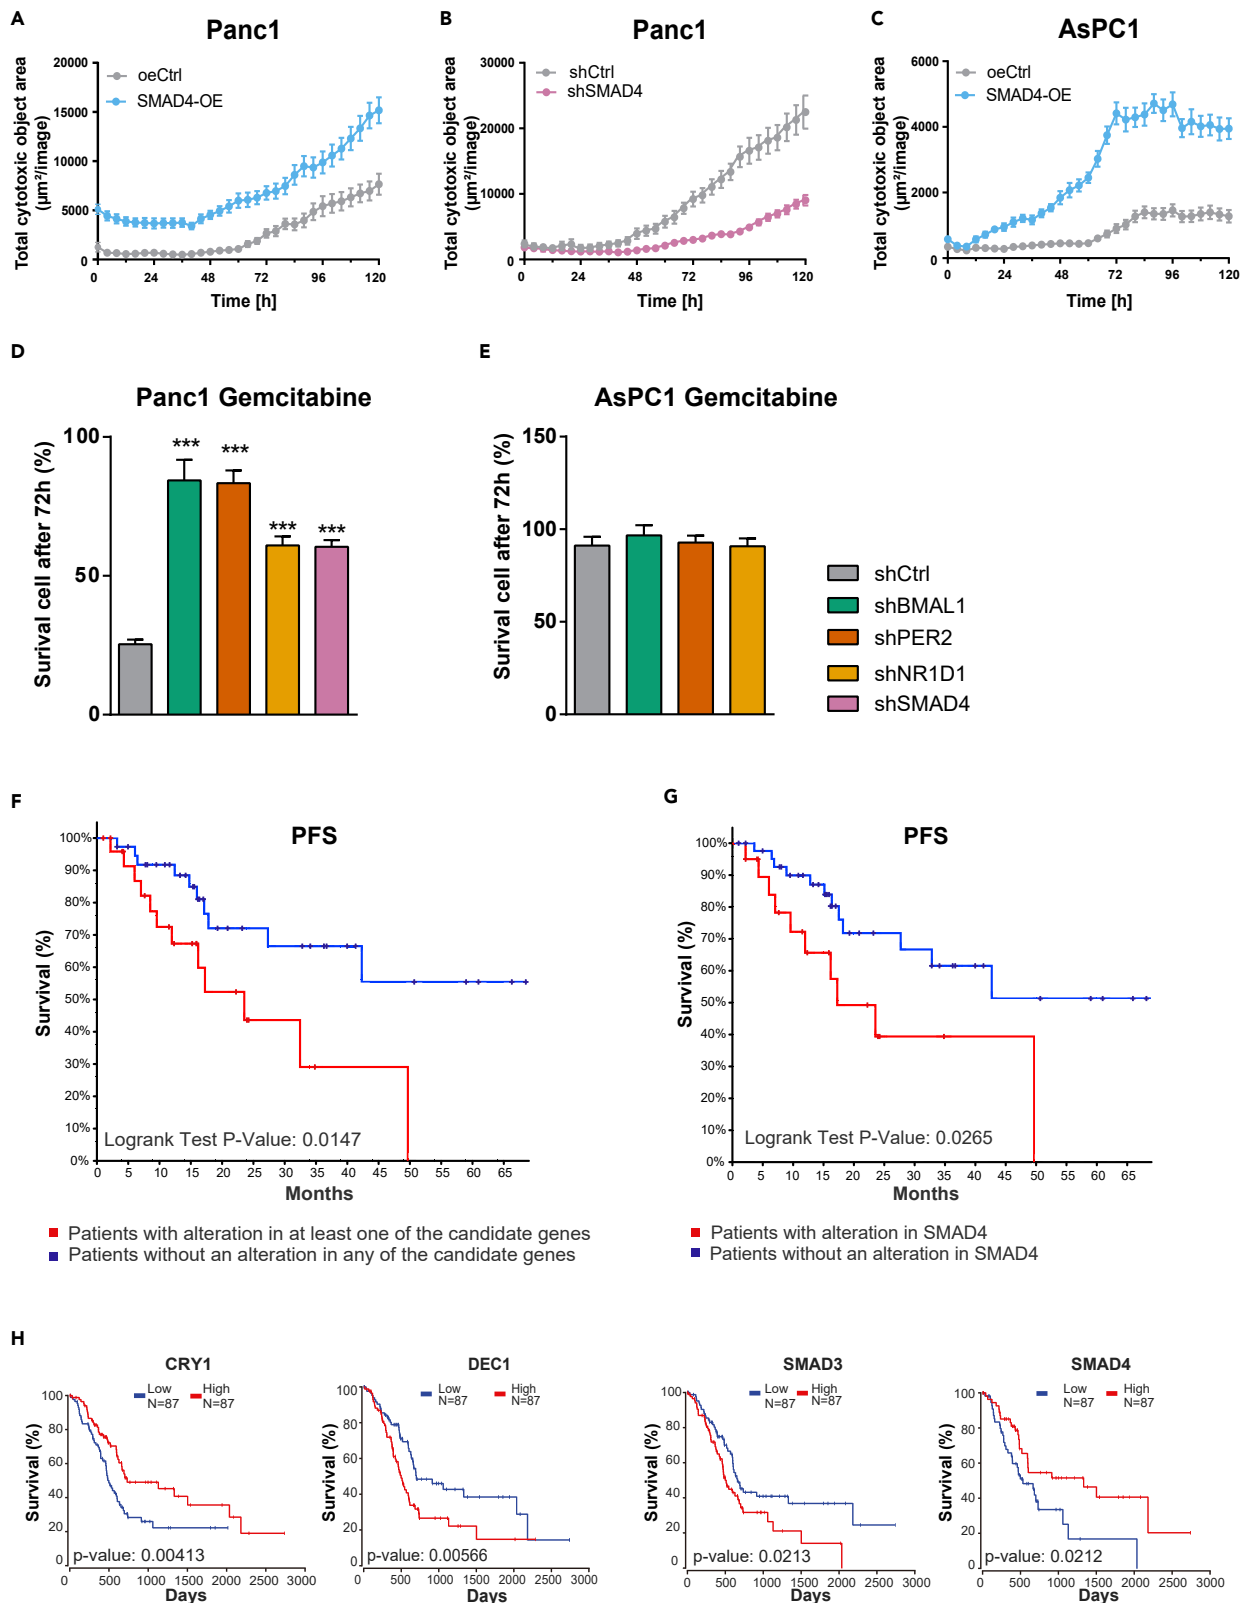 A
Panc1
Total cytotoxic object area
(µm²/image)
20000
15000
10000
5000
0
oeCtrl
SMAD4-OE
0 24 48 72 96 120
Time [h]
B
Panc1
Total cytotoxic object area
(µm²/image)
30000
20000
10000
0
shCtrl
shSMAD4
0 24 48 72 96 120
Time [h]
C
AsPC1
Total cytotoxic object area
(µm²/image)
6000
4000
2000
0
oeCtrl
SMAD4-OE
0 24 48 72 96 120
Time [h]
D
Panc1 Gemcitabine
Surival cell after 72h (%)
100
50
0
*** *** *** ***
E
AsPC1 Gemcitabine
Surival cell after 72h (%)
150
100
50
0
shCtrl
shBMAL1
shPER2
shNR1D1
shSMAD4
F
PFS
Survival (%)
100%
90%
80%
70%
60%
50%
40%
30%
20%
10%
0%
Logrank Test P-Value: 0.0147
0 5 10 15 20 25 30 35 40 45 50 55 60 65
Months
Patients with alteration in at least one of the candidate genes
Patients without an alteration in any of the candidate genes
G
PFS
Survival (%)
100%
90%
80%
70%
60%
50%
40%
30%
20%
10%
0%
Logrank Test P-Value: 0.0265
0 5 10 15 20 25 30 35 40 45 50 55 60 65
Months
Patients with alteration in SMAD4
Patients without an alteration in SMAD4
H
CRY1
Low N=87
High N=87
Survival (%)
100
80
60
40
20
0
p-value: 0.00413
0 500 1000 1500 2000 2500 3000
Days
DEC1
Low N=87
High N=87
Survival (%)
100
80
60
40
20
0
p-value: 0.00566
0 500 1000 1500 2000 2500 3000
Days
SMAD3
Low N=87
High N=87
Survival (%)
100
80
60
40
20
0
p-value: 0.0213
0 500 1000 1500 2000 2500 3000
Days
SMAD4
Low N=87
High N=87
Survival (%)
100
80
60
40
20
0
p-value: 0.0212
0 500 1000 1500 2000 2500 3000
Days